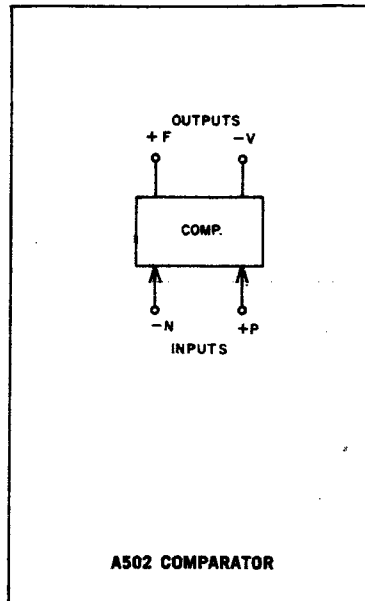 OUTPUTS
+F -V
COMP.
-N +P
INPUTS
A502 COMPARATOR